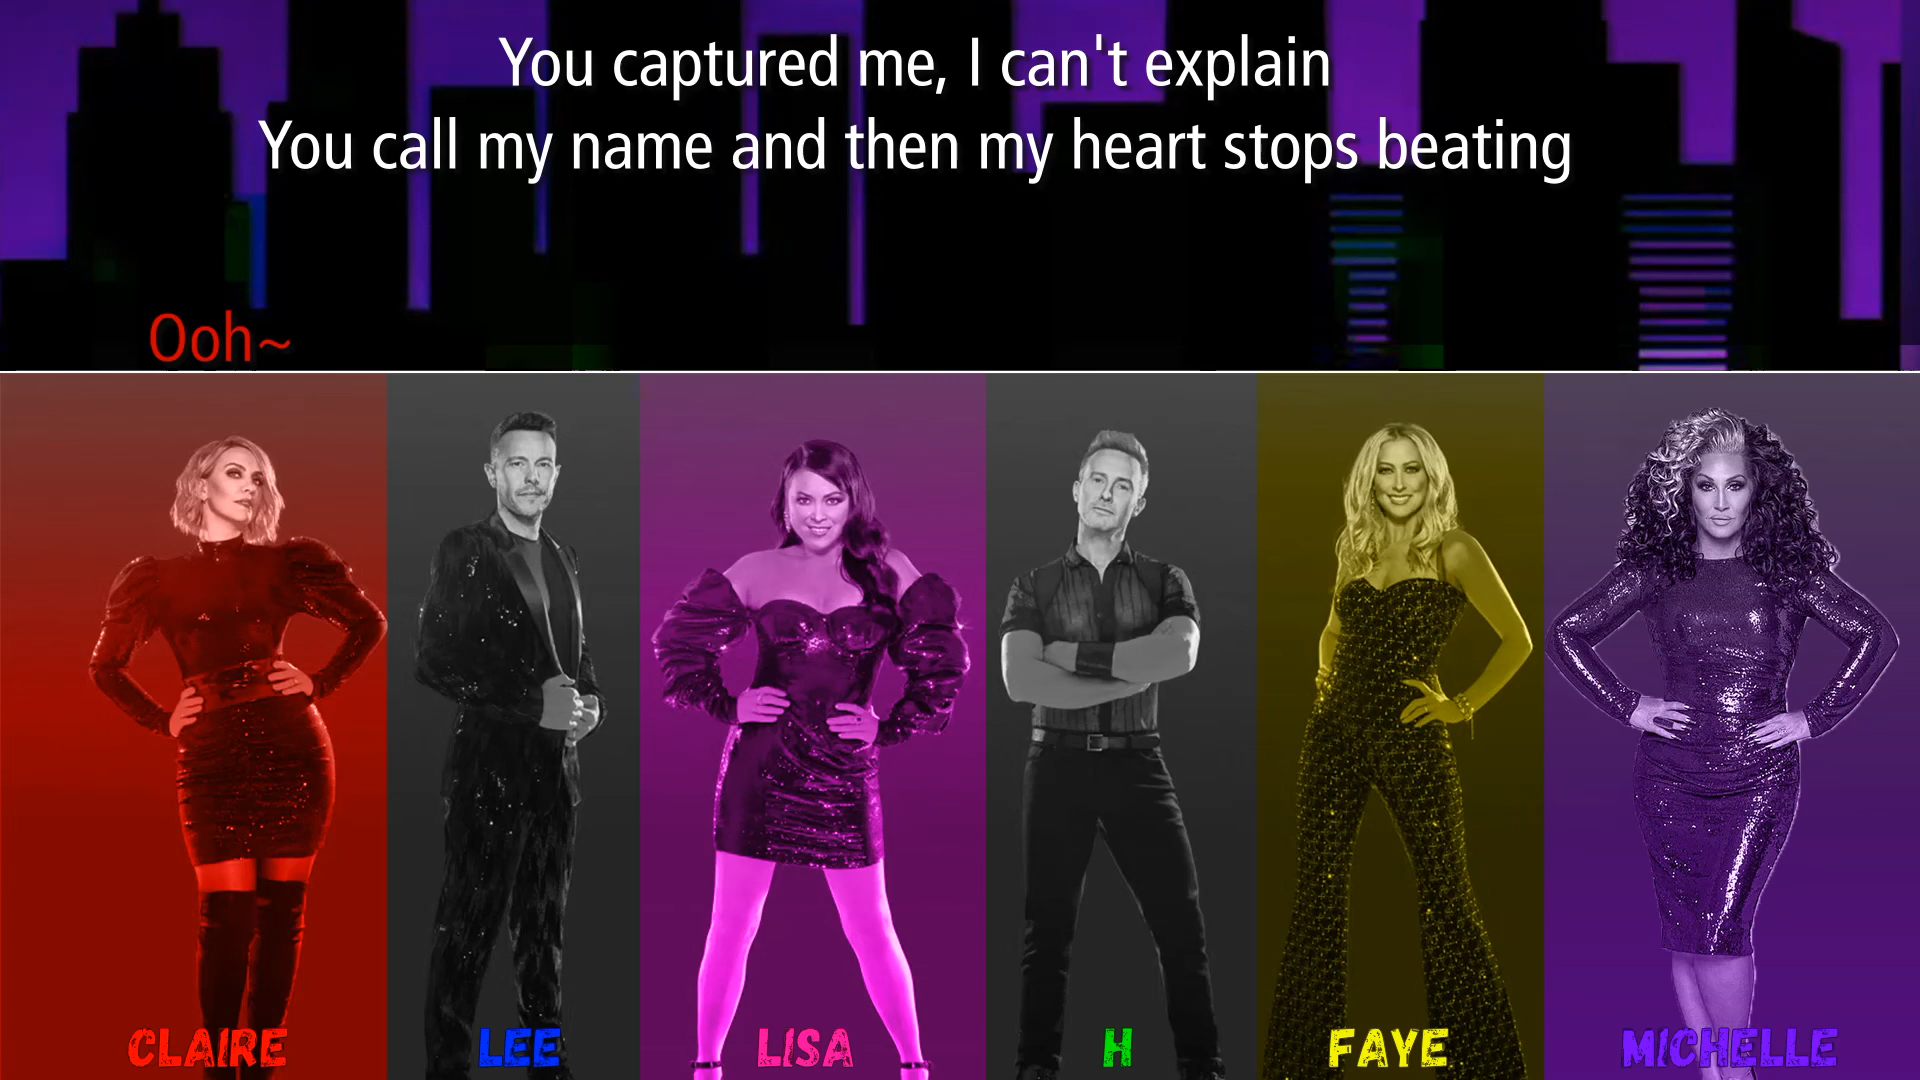 You captured me, I can't explain
You call my name and then my heart stops beating
Ooh~
CLAIRE LEE LISA H FAYE MICHELLE